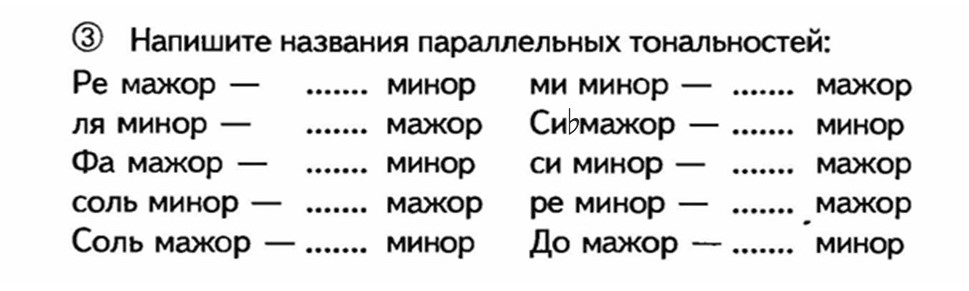 ③ Напишите названия параллельных тональностей:
Ре мажор — ....... минор ми минор — ....... мажор
ля минор — ....... мажор Си♭мажор — ....... минор
Фа мажор — ....... минор си минор — ....... мажор
соль минор — ....... мажор ре минор — ....... мажор
Соль мажор — ....... минор До мажор — ....... минор